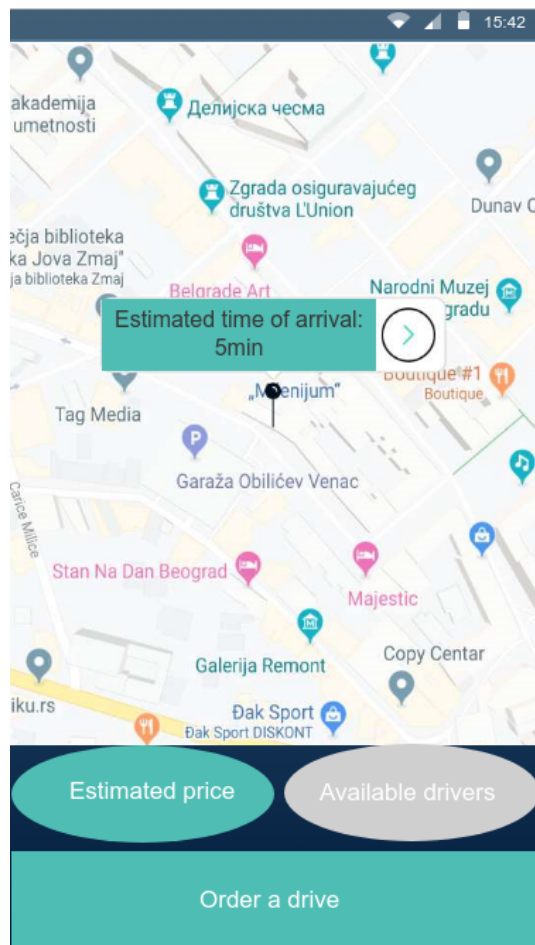 15:42
akademija
umetnosti
Делијска чесма
Zgrada osiguravajućeg
društva L'Union
Dunav O
ečja biblioteka
ka Jova Zmaj"
ja biblioteka Zmaj
Belgrade Art
Narodni Muzej
gradu
Estimated time of arrival:
5min
Boutique #1
Boutique
Tag Media
Garaža Obilićev Venac
Carice Milice
Stan Na Dan Beograd
Majestic
Galerija Remont
Copy Centar
iku.rs
Đak Sport
Đak Sport DISKONT
Estimated price
Available drivers
Order a drive